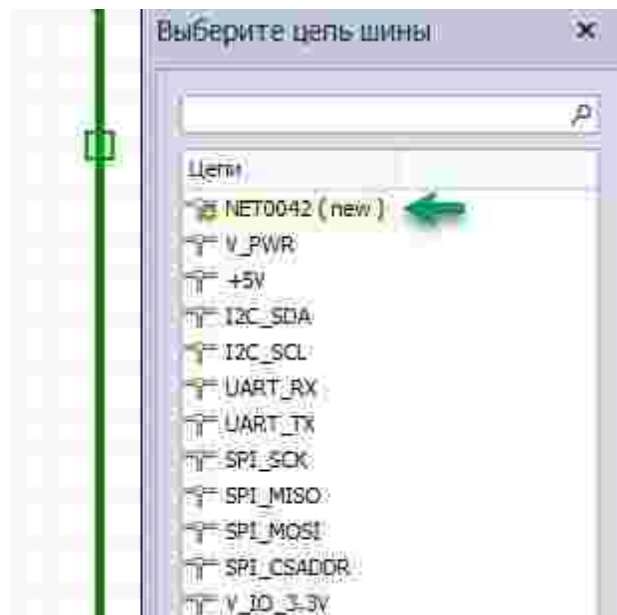 Выберите цепь шины
Цепи
NET0042 ( new )
V_PWR
+5V
I2C_SDA
I2C_SCL
UART_RX
UART_TX
SPI_SCK
SPI_MISO
SPI_MOSI
SPI_CSADDR
V_IO_3.3V